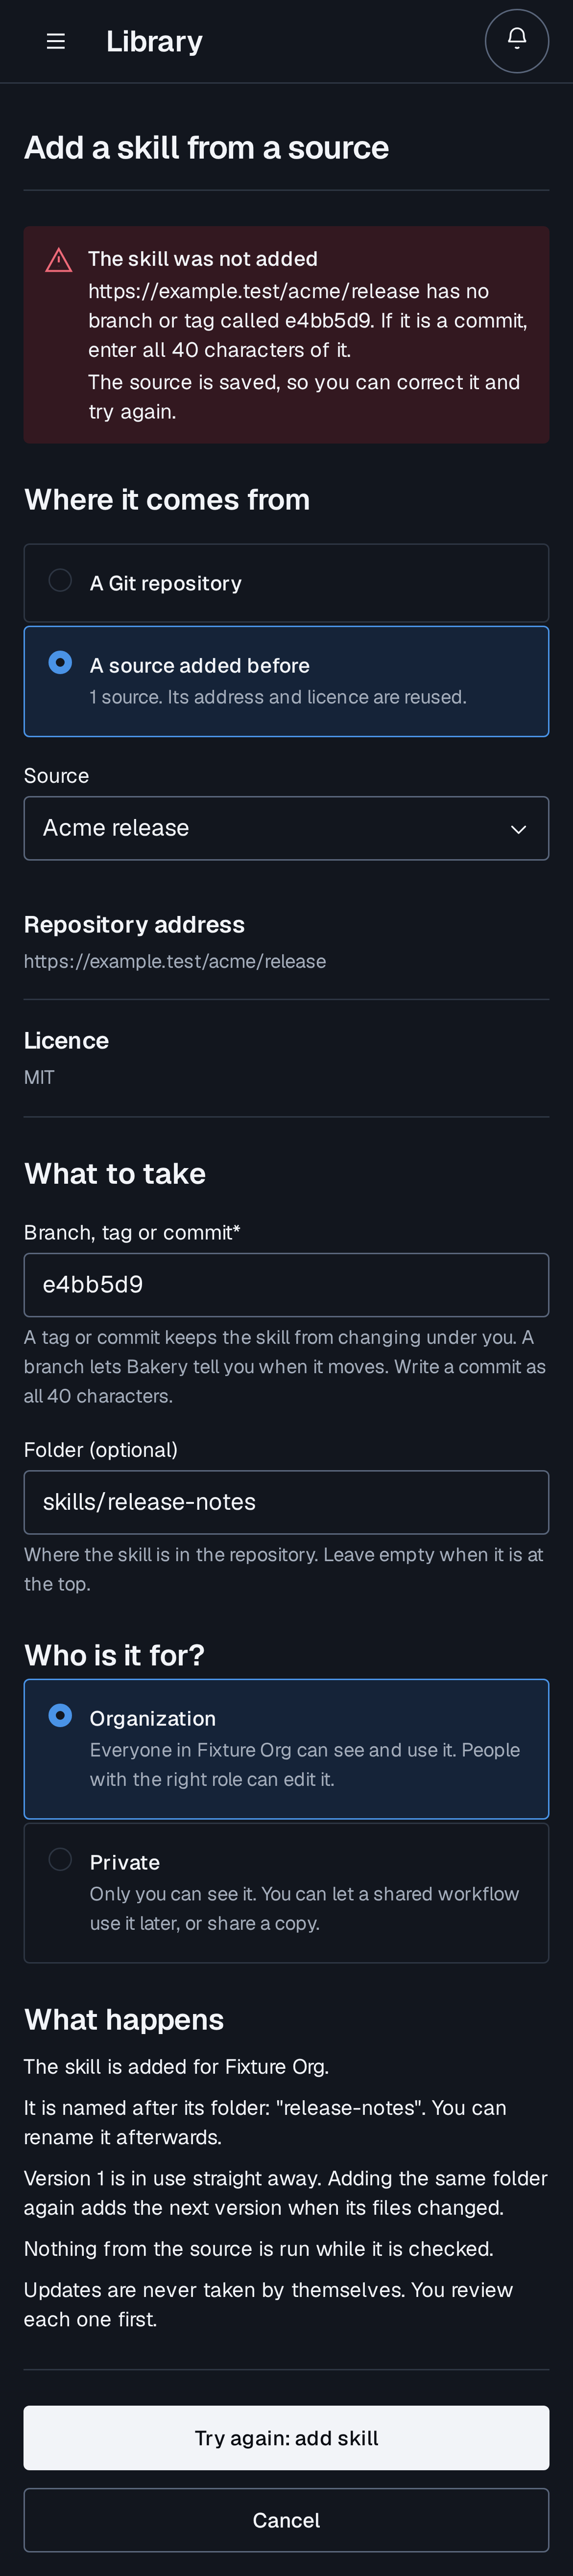 Library
Add a skill from a source
The skill was not added
https://example.test/acme/release has no
branch or tag called e4bb5d9. If it is a commit,
enter all 40 characters of it.
The source is saved, so you can correct it and
try again.
Where it comes from
A Git repository
A source added before
1 source. Its address and licence are reused.
Source
Acme release
Repository address
https://example.test/acme/release
Licence
MIT
What to take
Branch, tag or commit*
e4bb5d9
A tag or commit keeps the skill from changing under you. A
branch lets Bakery tell you when it moves. Write a commit as
all 40 characters.
Folder (optional)
skills/release-notes
Where the skill is in the repository. Leave empty when it is at
the top.
Who is it for?
Organization
Everyone in Fixture Org can see and use it. People
with the right role can edit it.
Private
Only you can see it. You can let a shared workflow
use it later, or share a copy.
What happens
The skill is added for Fixture Org.
It is named after its folder: "release-notes". You can
rename it afterwards.
Version 1 is in use straight away. Adding the same folder
again adds the next version when its files changed.
Nothing from the source is run while it is checked.
Updates are never taken by themselves. You review
each one first.
Try again: add skill
Cancel